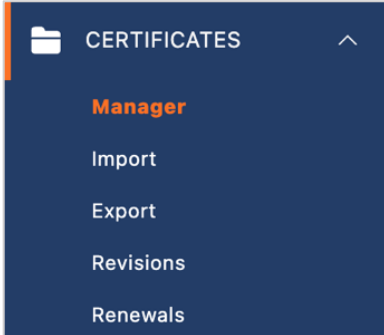 CERTIFICATES
Manager
Import
Export
Revisions
Renewals